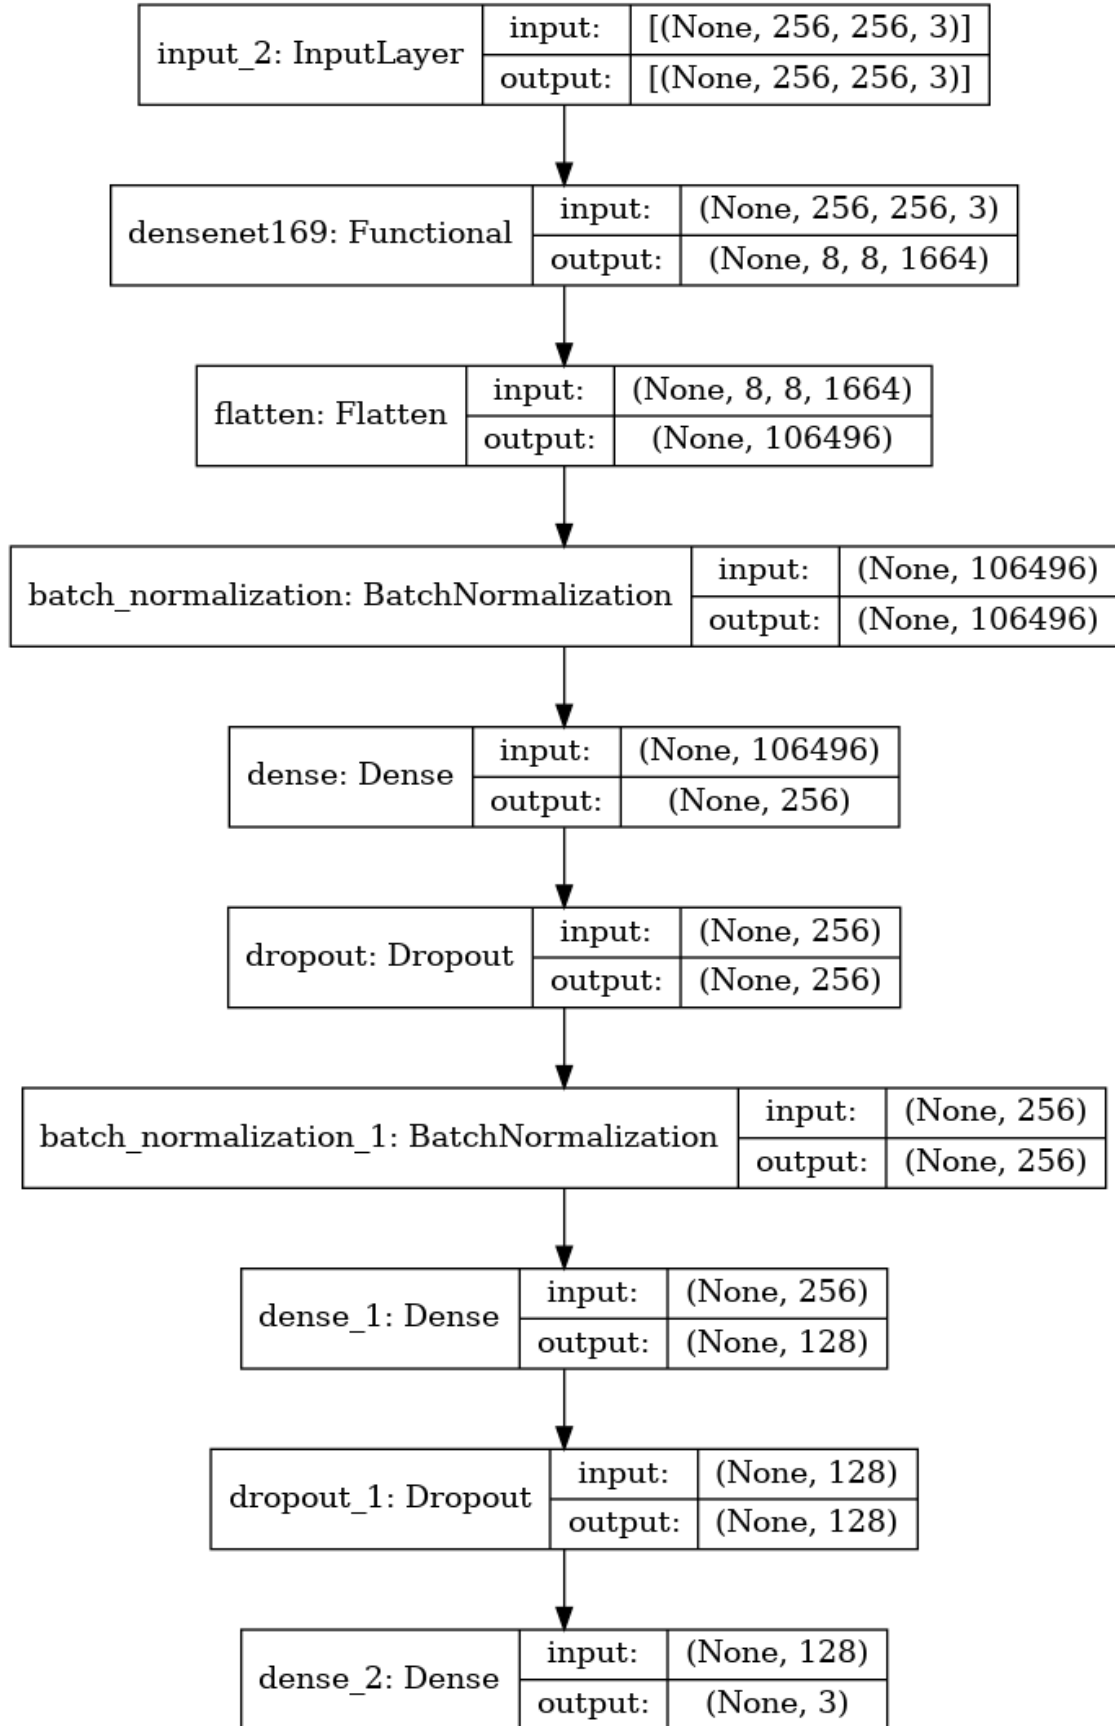 input_2: InputLayer
input: [(None, 256, 256, 3)]
output: [(None, 256, 256, 3)]
densenet169: Functional
input: (None, 256, 256, 3)
output: (None, 8, 8, 1664)
flatten: Flatten
input: (None, 8, 8, 1664)
output: (None, 106496)
batch_normalization: BatchNormalization
input: (None, 106496)
output: (None, 106496)
dense: Dense
input: (None, 106496)
output: (None, 256)
dropout: Dropout
input: (None, 256)
output: (None, 256)
batch_normalization_1: BatchNormalization
input: (None, 256)
output: (None, 256)
dense_1: Dense
input: (None, 256)
output: (None, 128)
dropout_1: Dropout
input: (None, 128)
output: (None, 128)
dense_2: Dense
input: (None, 128)
output: (None, 3)